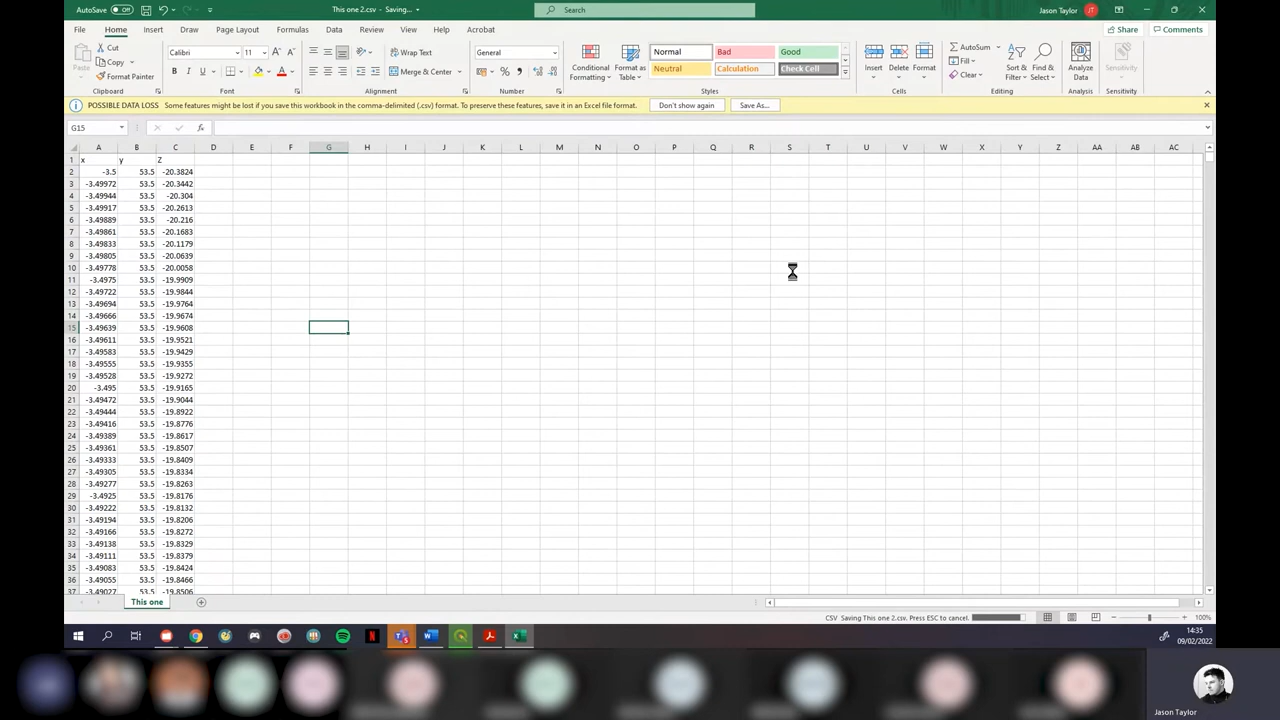 AutoSave Off This one 2.csv - Saving... Search Jason Taylor JT
File Home Insert Draw Page Layout Formulas Data Review View Help Acrobat Share Comments
Cut Calibri 11 Wrap Text General Normal Bad Good AutoSum
Paste Copy Fill
Format Painter Merge & Center Conditional Formatting Format as Table Neutral Calculation Check Cell Insert Delete Format Clear Sort & Filter Find & Select Analyze Data Sensitivity
Clipboard Font Alignment Number Styles Cells Editing Analysis Sensitivity
POSSIBLE DATA LOSS Some features might be lost if you save this workbook in the comma-delimited (.csv) format. To preserve these features, save it in an Excel file format. Don't show again Save As...
G15 fx
A B C D E F G H I J K L M N O P Q R S T U V W X Y Z AA AB AC
1 x y Z
2 -3.5 53.5 -20.3824
3 -3.49972 53.5 -20.3442
4 -3.49944 53.5 -20.304
5 -3.49917 53.5 -20.2613
6 -3.49889 53.5 -20.216
7 -3.49861 53.5 -20.1683
8 -3.49833 53.5 -20.1179
9 -3.49805 53.5 -20.0639
10 -3.49778 53.5 -20.0058
11 -3.4975 53.5 -19.9909
12 -3.49722 53.5 -19.9844
13 -3.49694 53.5 -19.9764
14 -3.49666 53.5 -19.9674
15 -3.49639 53.5 -19.9608
16 -3.49611 53.5 -19.9521
17 -3.49583 53.5 -19.9429
18 -3.49555 53.5 -19.9355
19 -3.49528 53.5 -19.9272
20 -3.495 53.5 -19.9165
21 -3.49472 53.5 -19.9044
22 -3.49444 53.5 -19.8922
23 -3.49416 53.5 -19.8776
24 -3.49389 53.5 -19.8617
25 -3.49361 53.5 -19.8507
26 -3.49333 53.5 -19.8409
27 -3.49305 53.5 -19.8334
28 -3.49277 53.5 -19.8263
29 -3.4925 53.5 -19.8176
30 -3.49222 53.5 -19.8132
31 -3.49194 53.5 -19.8206
32 -3.49166 53.5 -19.8272
33 -3.49138 53.5 -19.8329
34 -3.49111 53.5 -19.8379
35 -3.49083 53.5 -19.8424
36 -3.49055 53.5 -19.8466
37 -3.49027 53.5 -19.8506
This one
CSV Saving This one 2.csv. Press ESC to cancel. 100%
14:35
09/02/2022
Jason Taylor